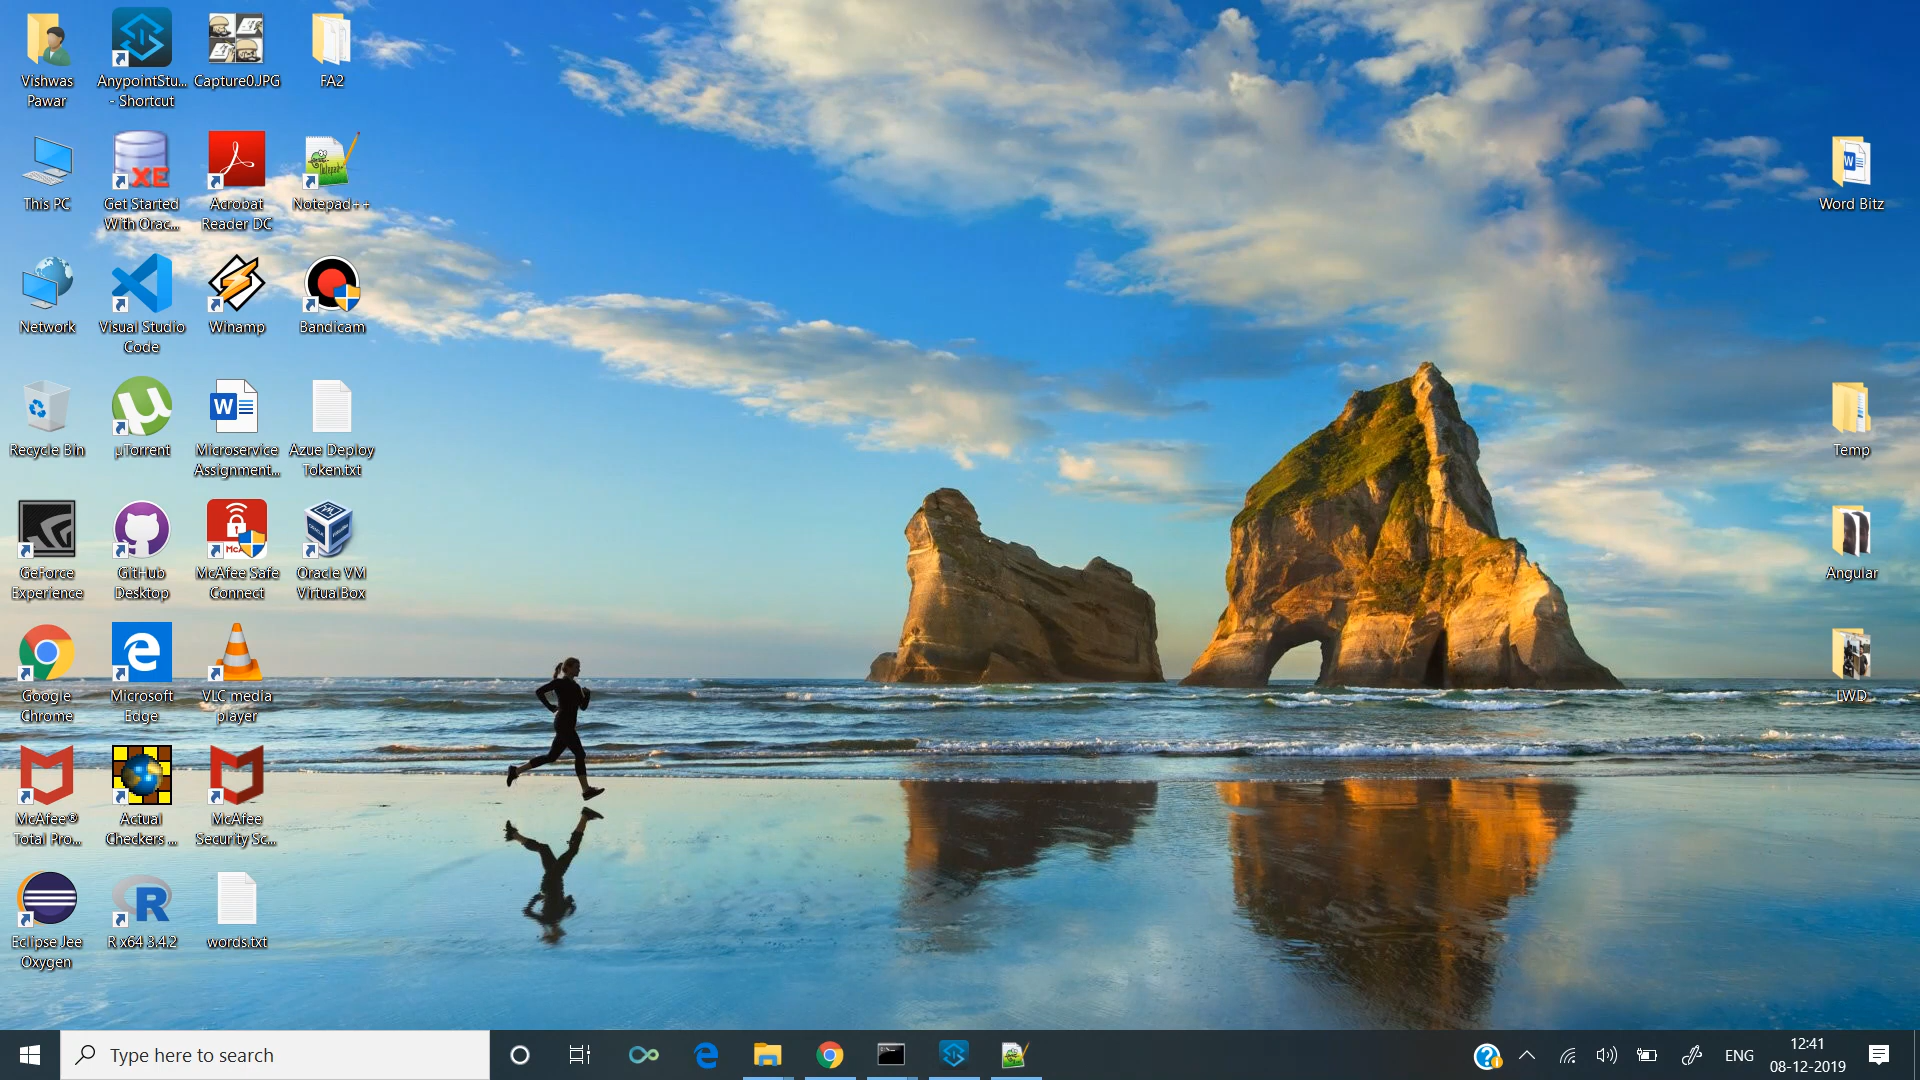 Vishwas
Pawar
AnypointStu...
- Shortcut
Capture0.JPG
FA2
This PC
XE
Get Started
With Orac...
Acrobat
Reader DC
Notepad++
Word Bitz
Network
Visual Studio
Code
Winamp
Bandicam
Recycle Bin
µTorrent
W
Microservice
Assignment...
Azue Deploy
Token.txt
Temp
GeForce
Experience
GitHub
Desktop
McAfee Safe
Connect
Oracle VM
VirtualBox
Angular
Google
Chrome
Microsoft
Edge
VLC media
player
LWD
McAfee®
Total Pro...
Actual
Checkers ...
McAfee
Security Sc...
Eclipse Jee
Oxygen
R
R x64 3.4.2
words.txt
Type here to search
ENG
12:41
08-12-2019